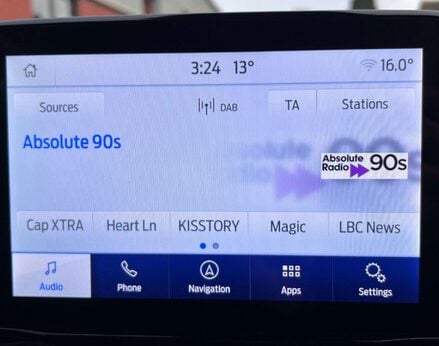 3:24 13° 16.0°
Sources DAB TA Stations
Absolute 90s
Absolute
Radio 90s
Cap XTRA Heart Ln KISSTORY Magic LBC News
Audio Phone Navigation Apps Settings